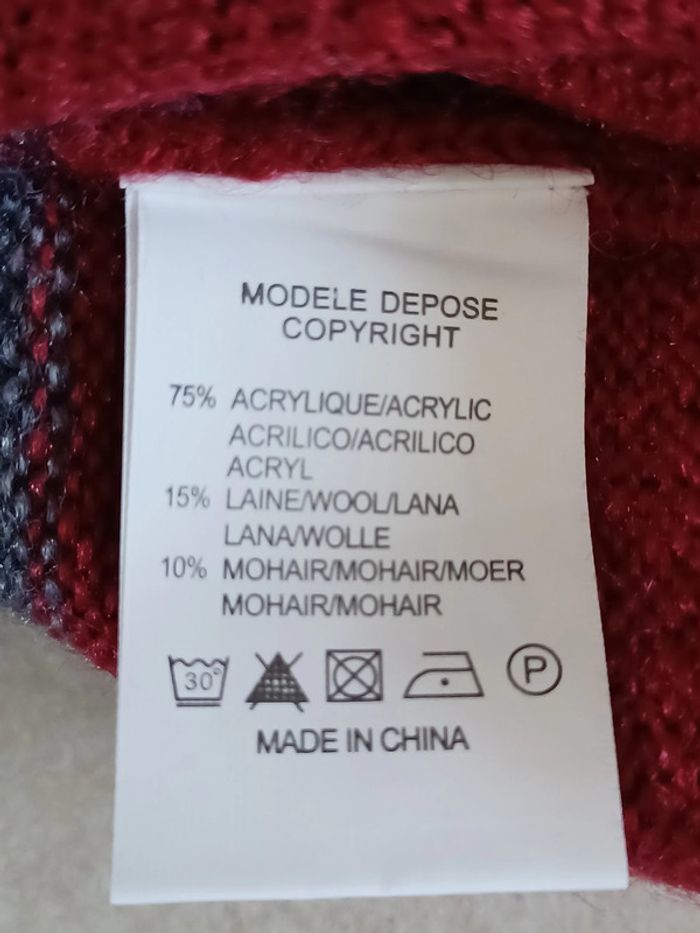 MODELE DEPOSE
COPYRIGHT
75% ACRYLIQUE/ACRYLIC
ACRILICO/ACRILICO
ACRYL
15% LAINE/WOOL/LANA
LANA/WOLLE
10% MOHAIR/MOHAIR/MOER
MOHAIR/MOHAIR
30° P
MADE IN CHINA